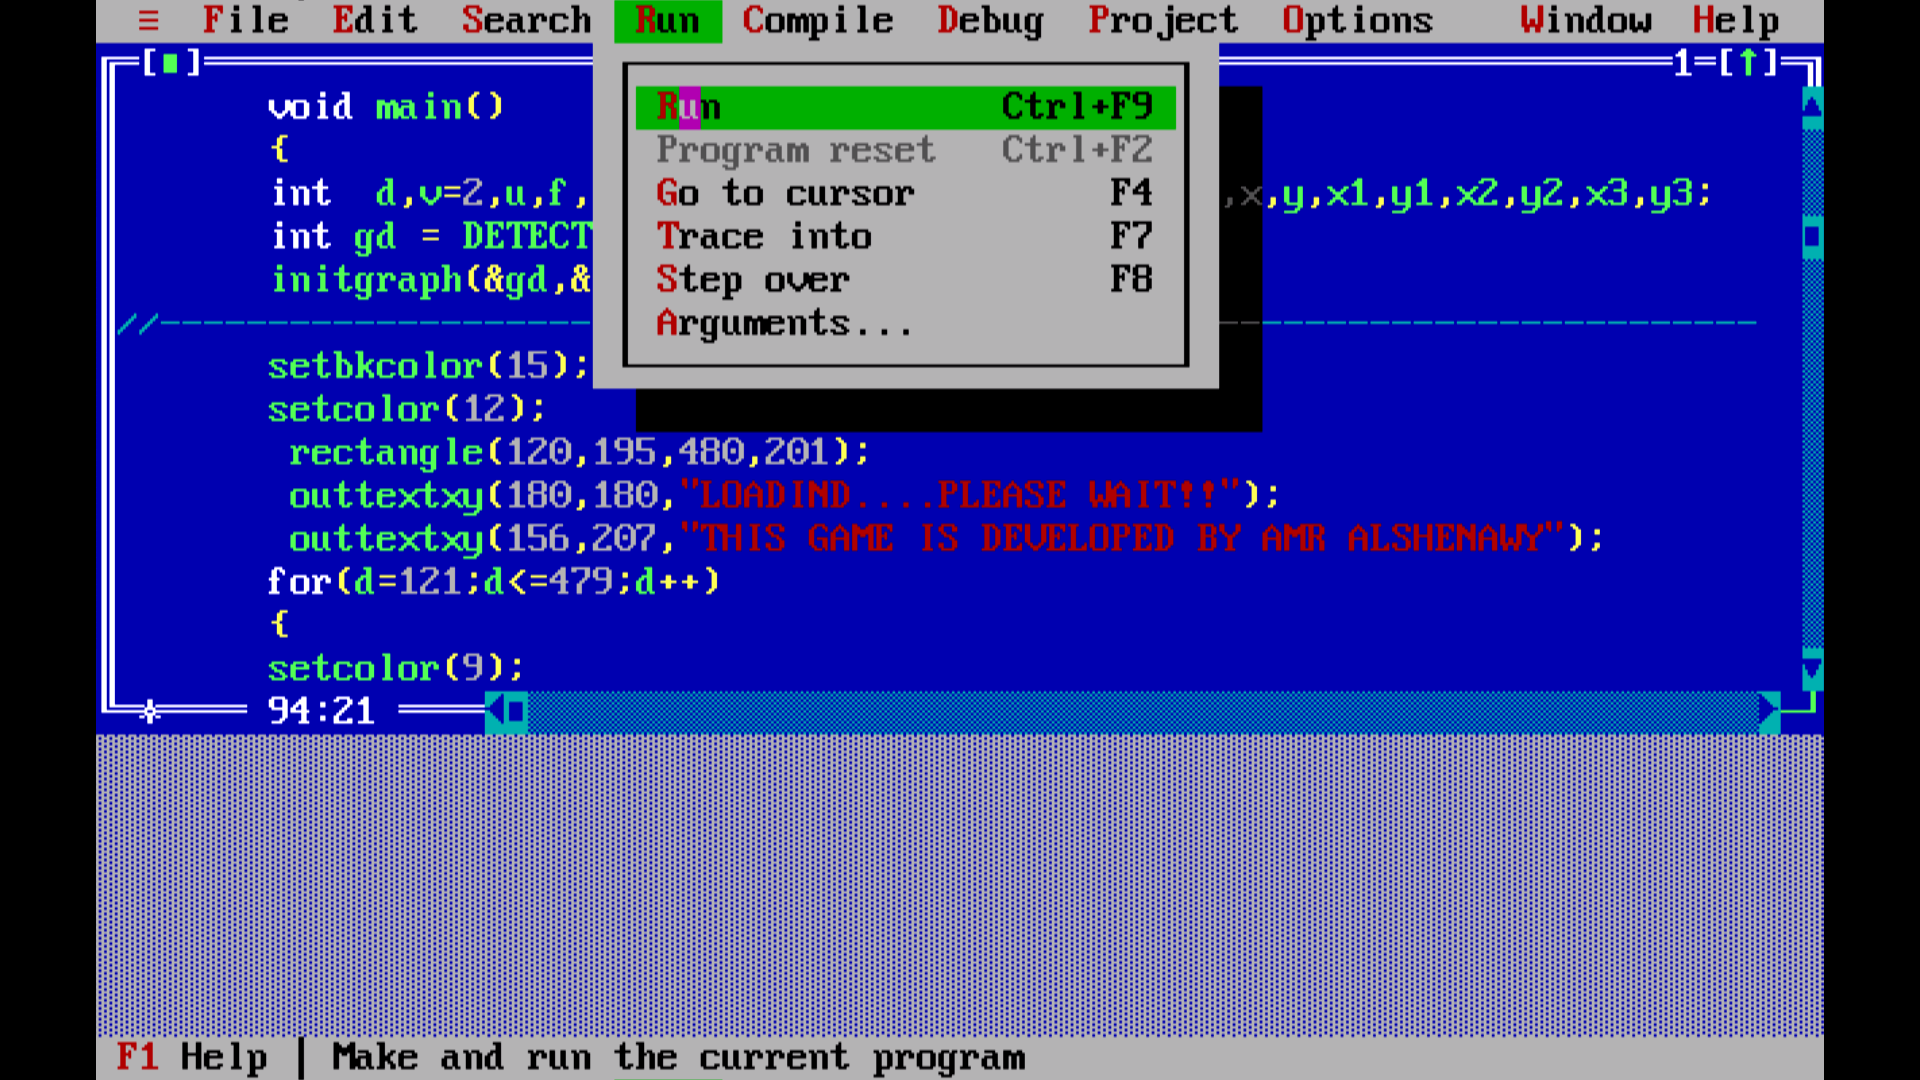 ≡ File Edit Search Run Compile Debug Project Options Window Help
[■] 1=[↑]
void main()
{
int d,v=2,u,f, ,x,y,x1,y1,x2,y2,x3,y3;
int gd = DETECT
initgraph(&gd,&
//------------------------------------------------------------
setbkcolor(15);
setcolor(12);
rectangle(120,195,480,201);
outtextxy(180,180,"LOADIND....PLEASE WAIT!!");
outtextxy(156,207,"THIS GAME IS DEVELOPED BY AMR ALSHENAWY");
for(d=121;d<=479;d++)
{
setcolor(9);
94:21
Run Ctrl+F9
Program reset Ctrl+F2
Go to cursor F4
Trace into F7
Step over F8
Arguments...
F1 Help | Make and run the current program